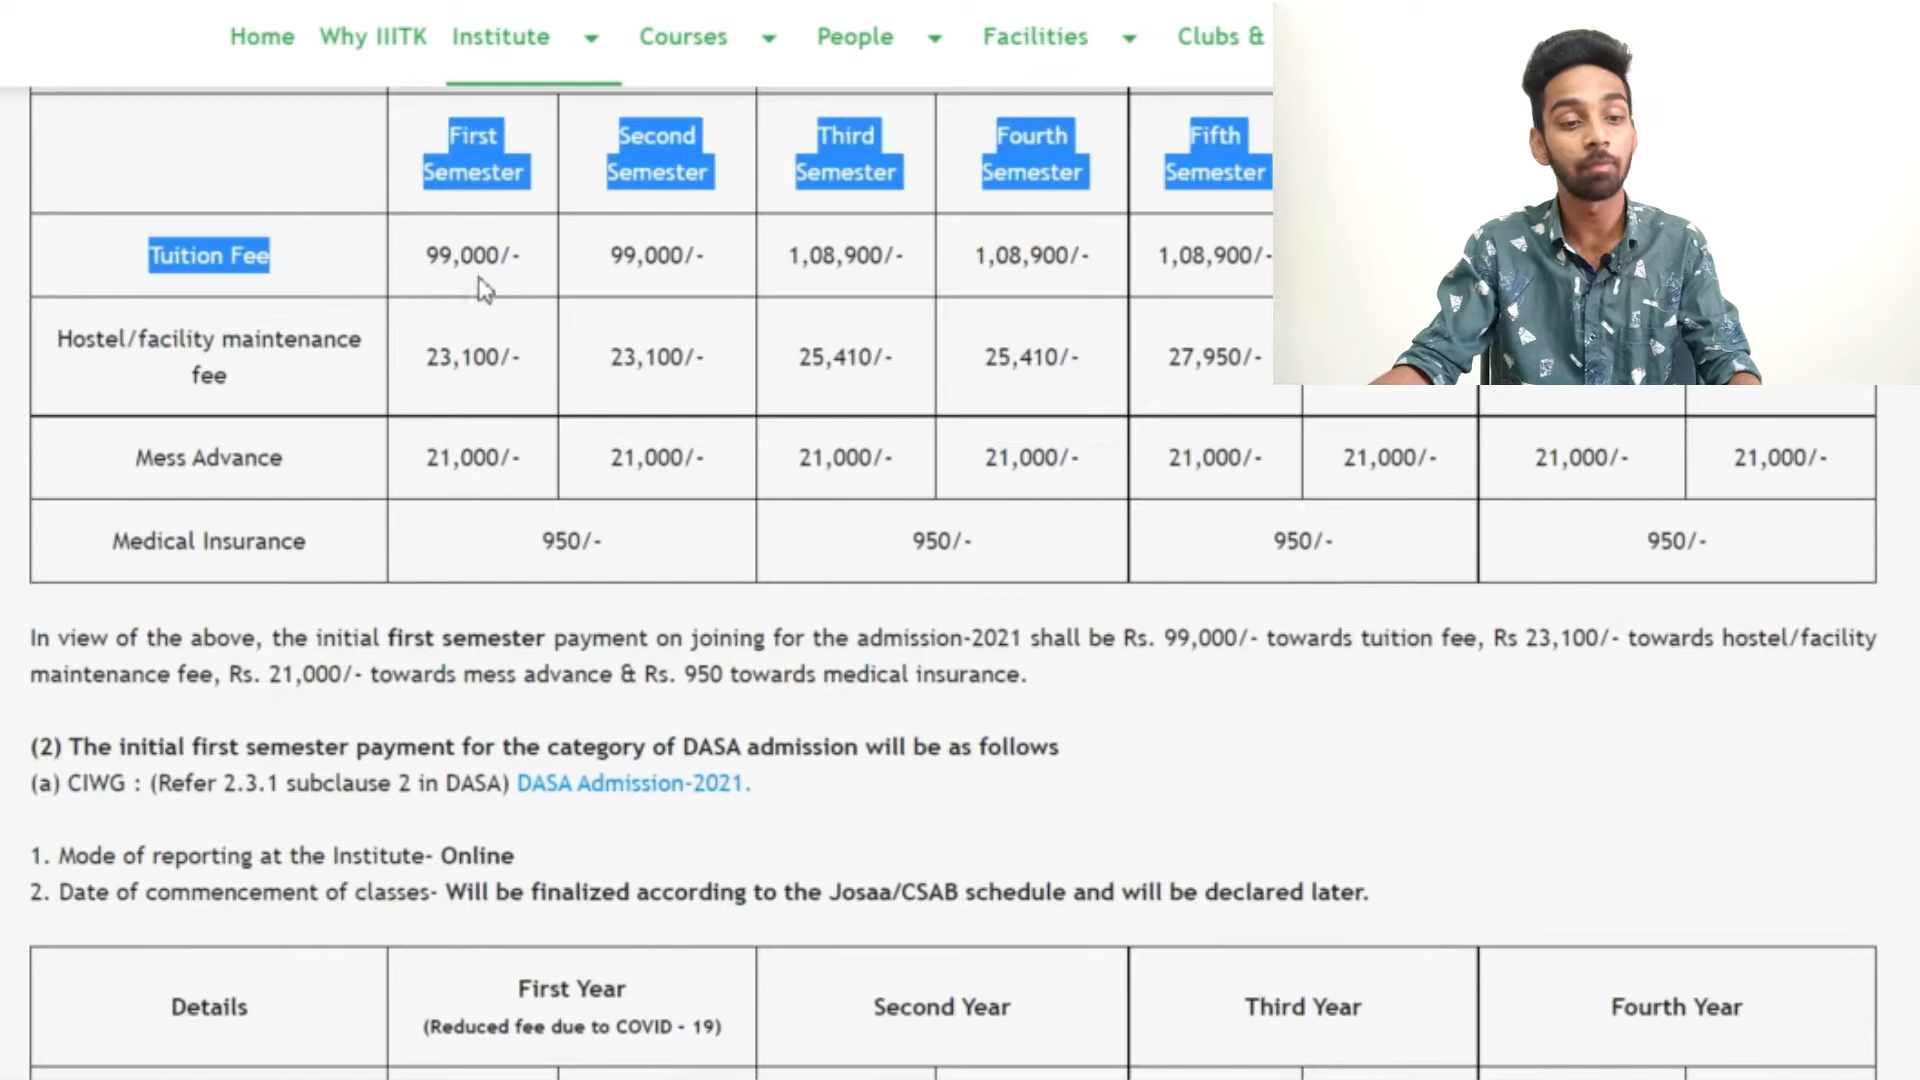 Home Why IIITK Institute Courses People Facilities Clubs &
First Semester Second Semester Third Semester Fourth Semester Fifth Semester
Tuition Fee 99,000/- 99,000/- 1,08,900/- 1,08,900/- 1,08,900/-
Hostel/facility maintenance fee 23,100/- 23,100/- 25,410/- 25,410/- 27,950/-
Mess Advance 21,000/- 21,000/- 21,000/- 21,000/- 21,000/- 21,000/- 21,000/- 21,000/-
Medical Insurance 950/- 950/- 950/- 950/-
In view of the above, the initial first semester payment on joining for the admission-2021 shall be Rs. 99,000/- towards tuition fee, Rs 23,100/- towards hostel/facility
maintenance fee, Rs. 21,000/- towards mess advance & Rs. 950 towards medical insurance.
(2) The initial first semester payment for the category of DASA admission will be as follows
(a) CIWG : (Refer 2.3.1 subclause 2 in DASA) DASA Admission-2021.
1. Mode of reporting at the Institute- Online
2. Date of commencement of classes- Will be finalized according to the Josaa/CSAB schedule and will be declared later.
Details First Year Second Year Third Year Fourth Year
(Reduced fee due to COVID - 19)